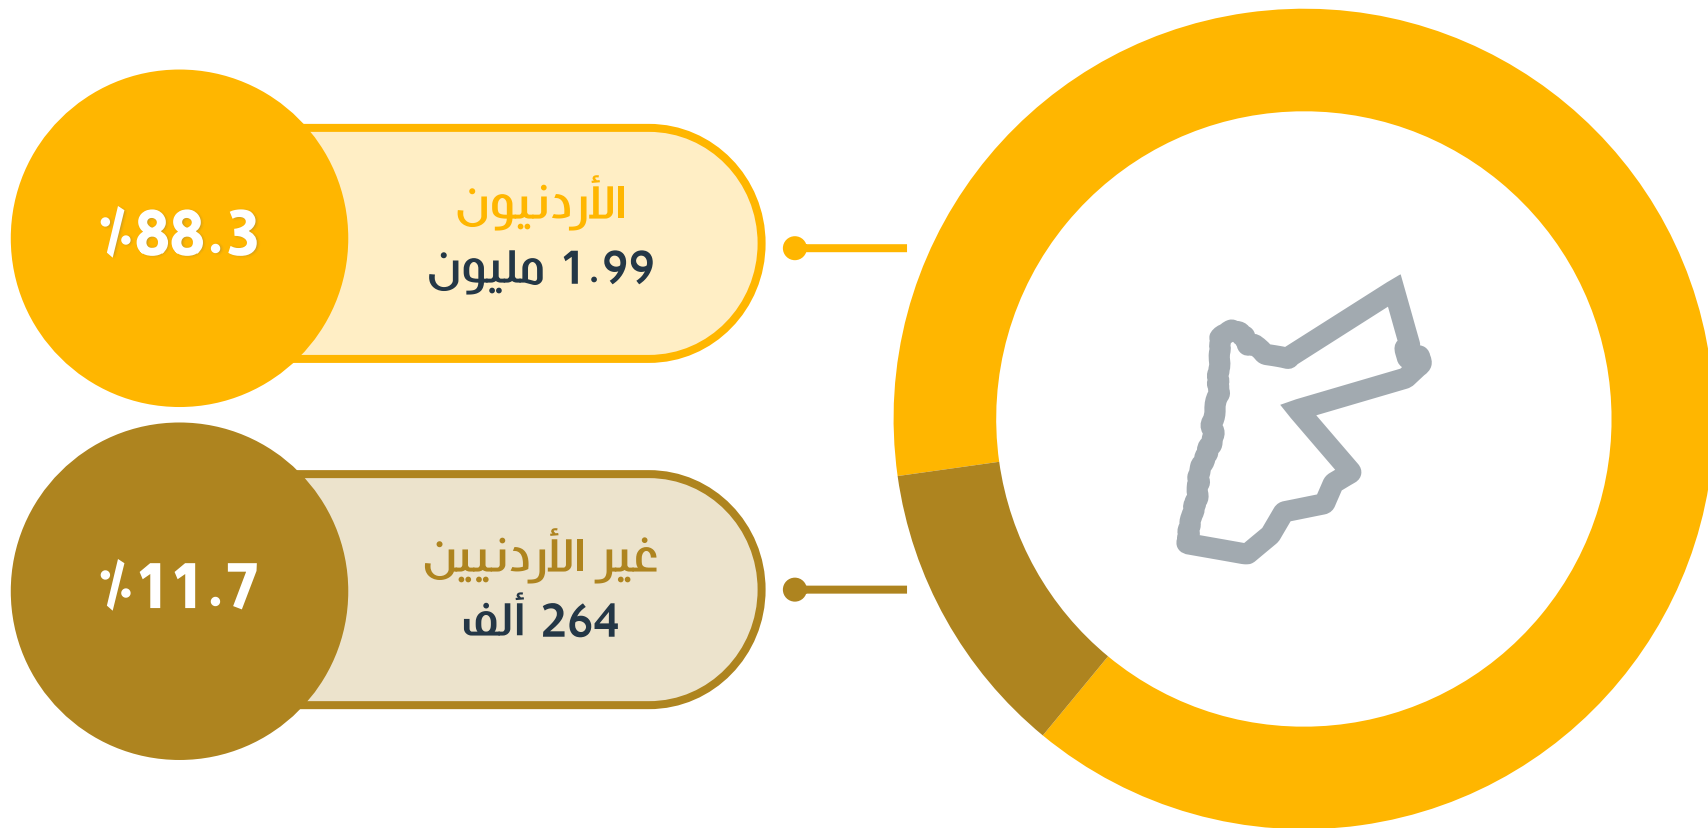 الأردنيون
1.99 مليون
٪88.3
غير الأردنيين
264 ألف
٪11.7